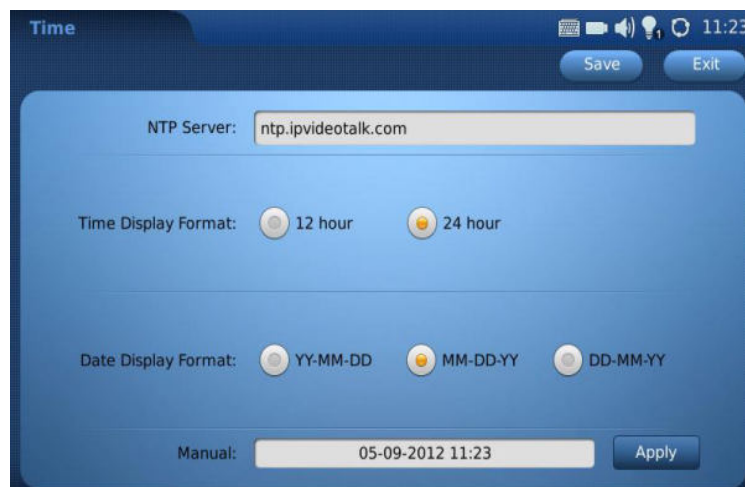 Time 1 11:23
Save Exit
NTP Server: ntp.ipvideotalk.com
Time Display Format: 12 hour 24 hour
Date Display Format: YY-MM-DD MM-DD-YY DD-MM-YY
Manual: 05-09-2012 11:23 Apply